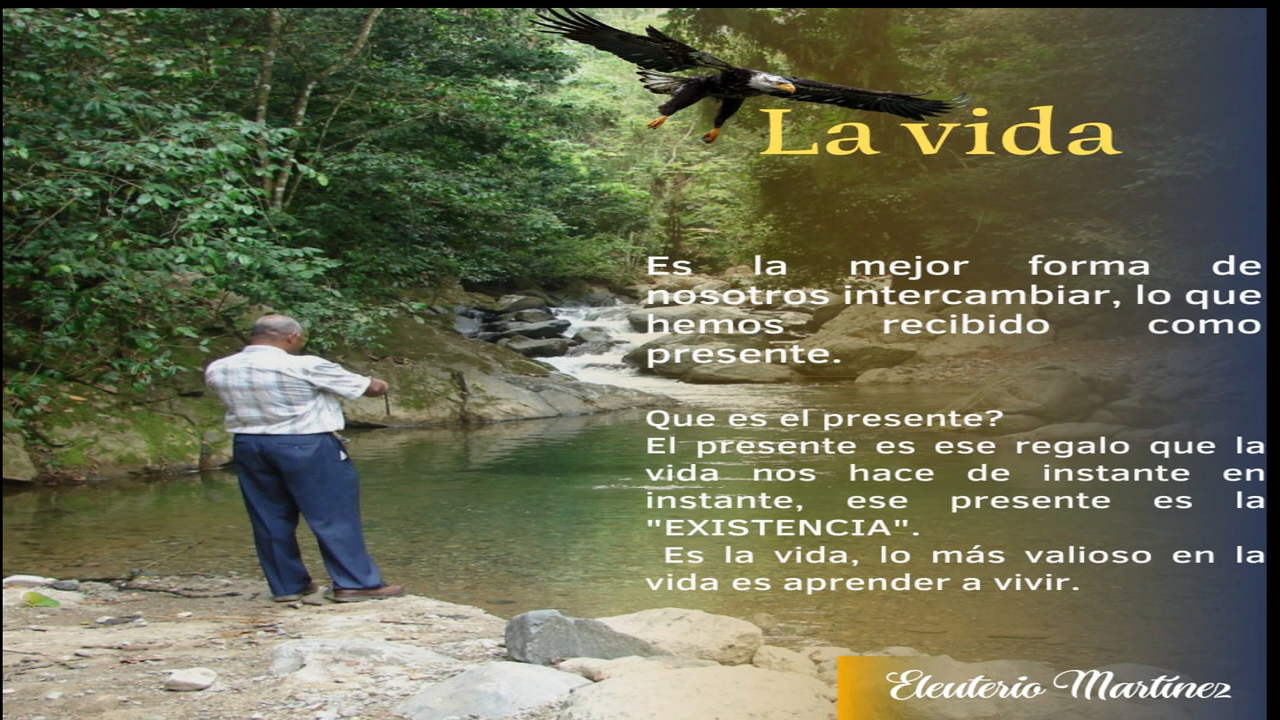 La vida
Es la mejor forma de
nosotros intercambiar, lo que
hemos recibido como
presente.
Que es el presente?
El presente es ese regalo que la
vida nos hace de instante en
instante, ese presente es la
"EXISTENCIA".
Es la vida, lo más valioso en la
vida es aprender a vivir.
Eleuterio Martínez